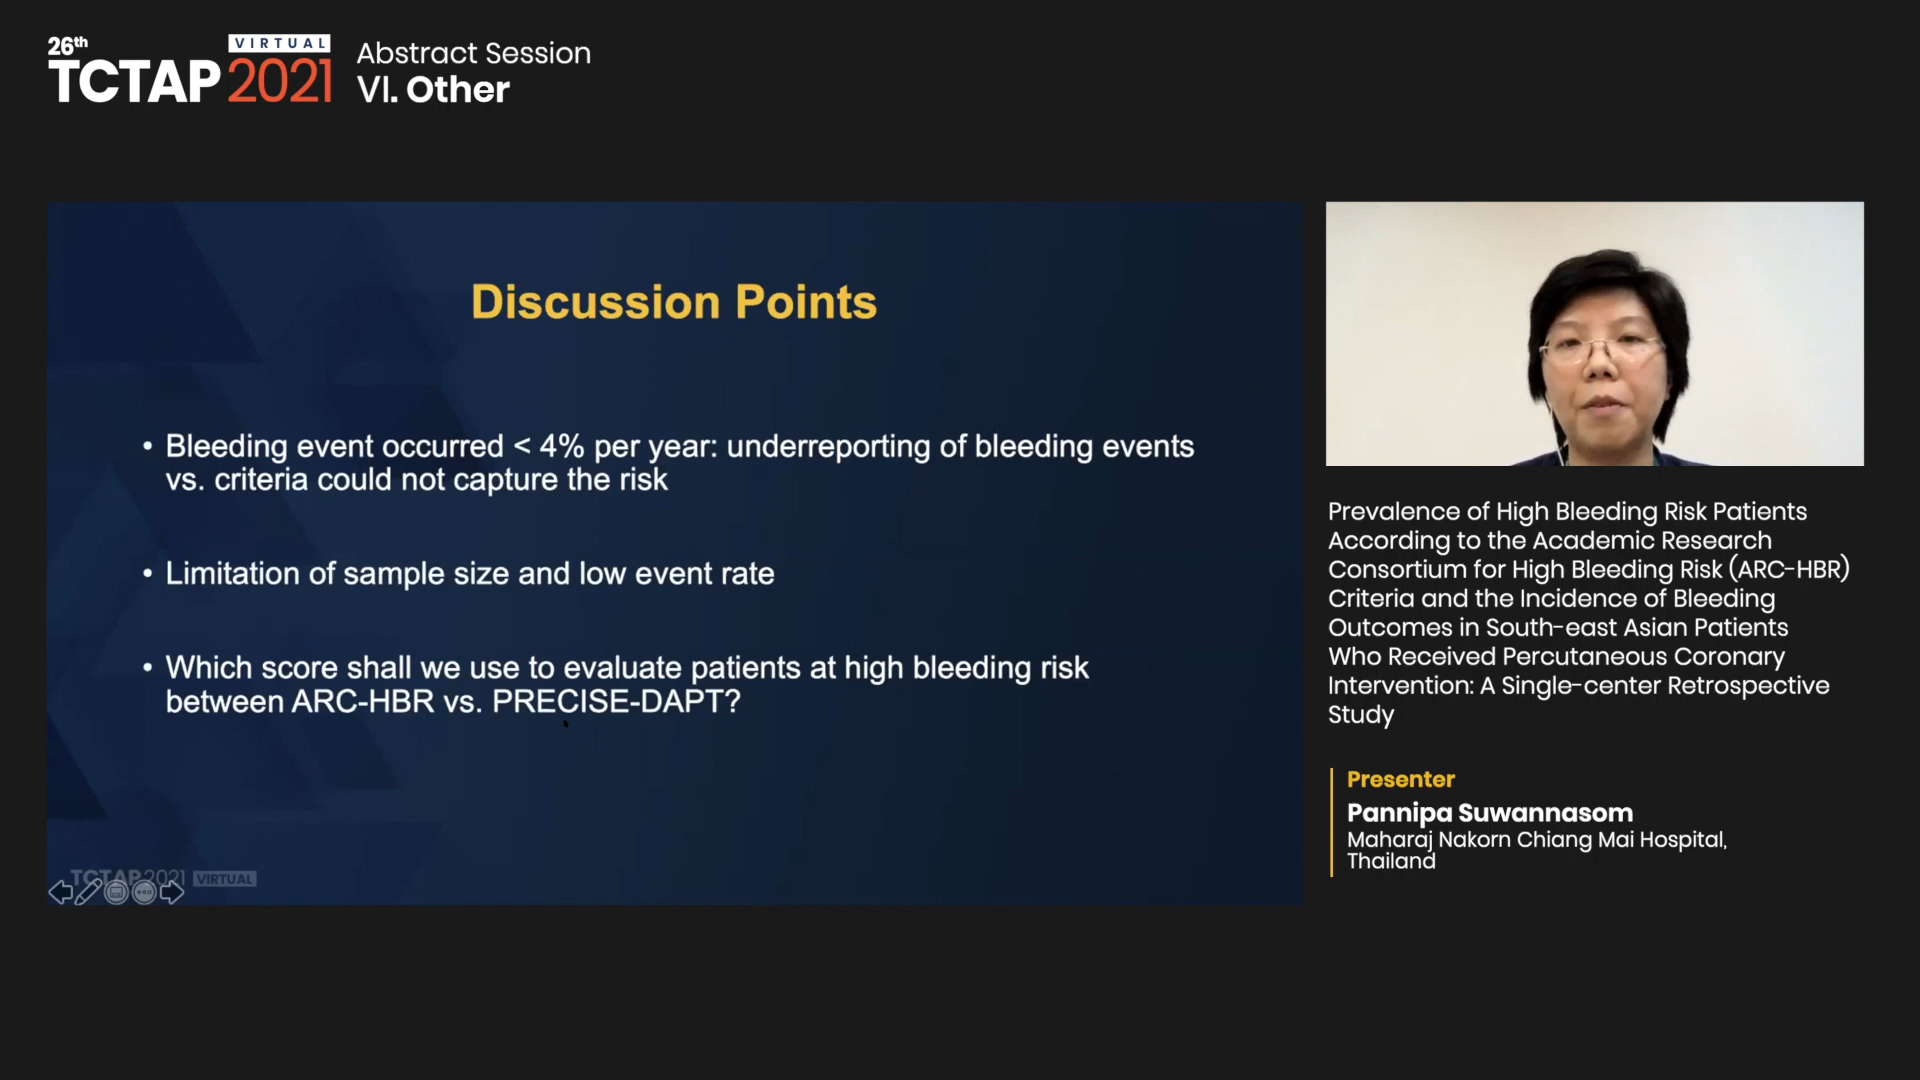 26th
VIRTUAL
TCTAP 2021
Abstract Session
VI. Other
Discussion Points
• Bleeding event occurred < 4% per year: underreporting of bleeding events
vs. criteria could not capture the risk
• Limitation of sample size and low event rate
• Which score shall we use to evaluate patients at high bleeding risk
between ARC-HBR vs. PRECISE-DAPT?
TCTAP 2021 VIRTUAL
Prevalence of High Bleeding Risk Patients
According to the Academic Research
Consortium for High Bleeding Risk (ARC-HBR)
Criteria and the Incidence of Bleeding
Outcomes in South-east Asian Patients
Who Received Percutaneous Coronary
Intervention: A Single-center Retrospective
Study
Presenter
Pannipa Suwannasom
Maharaj Nakorn Chiang Mai Hospital,
Thailand